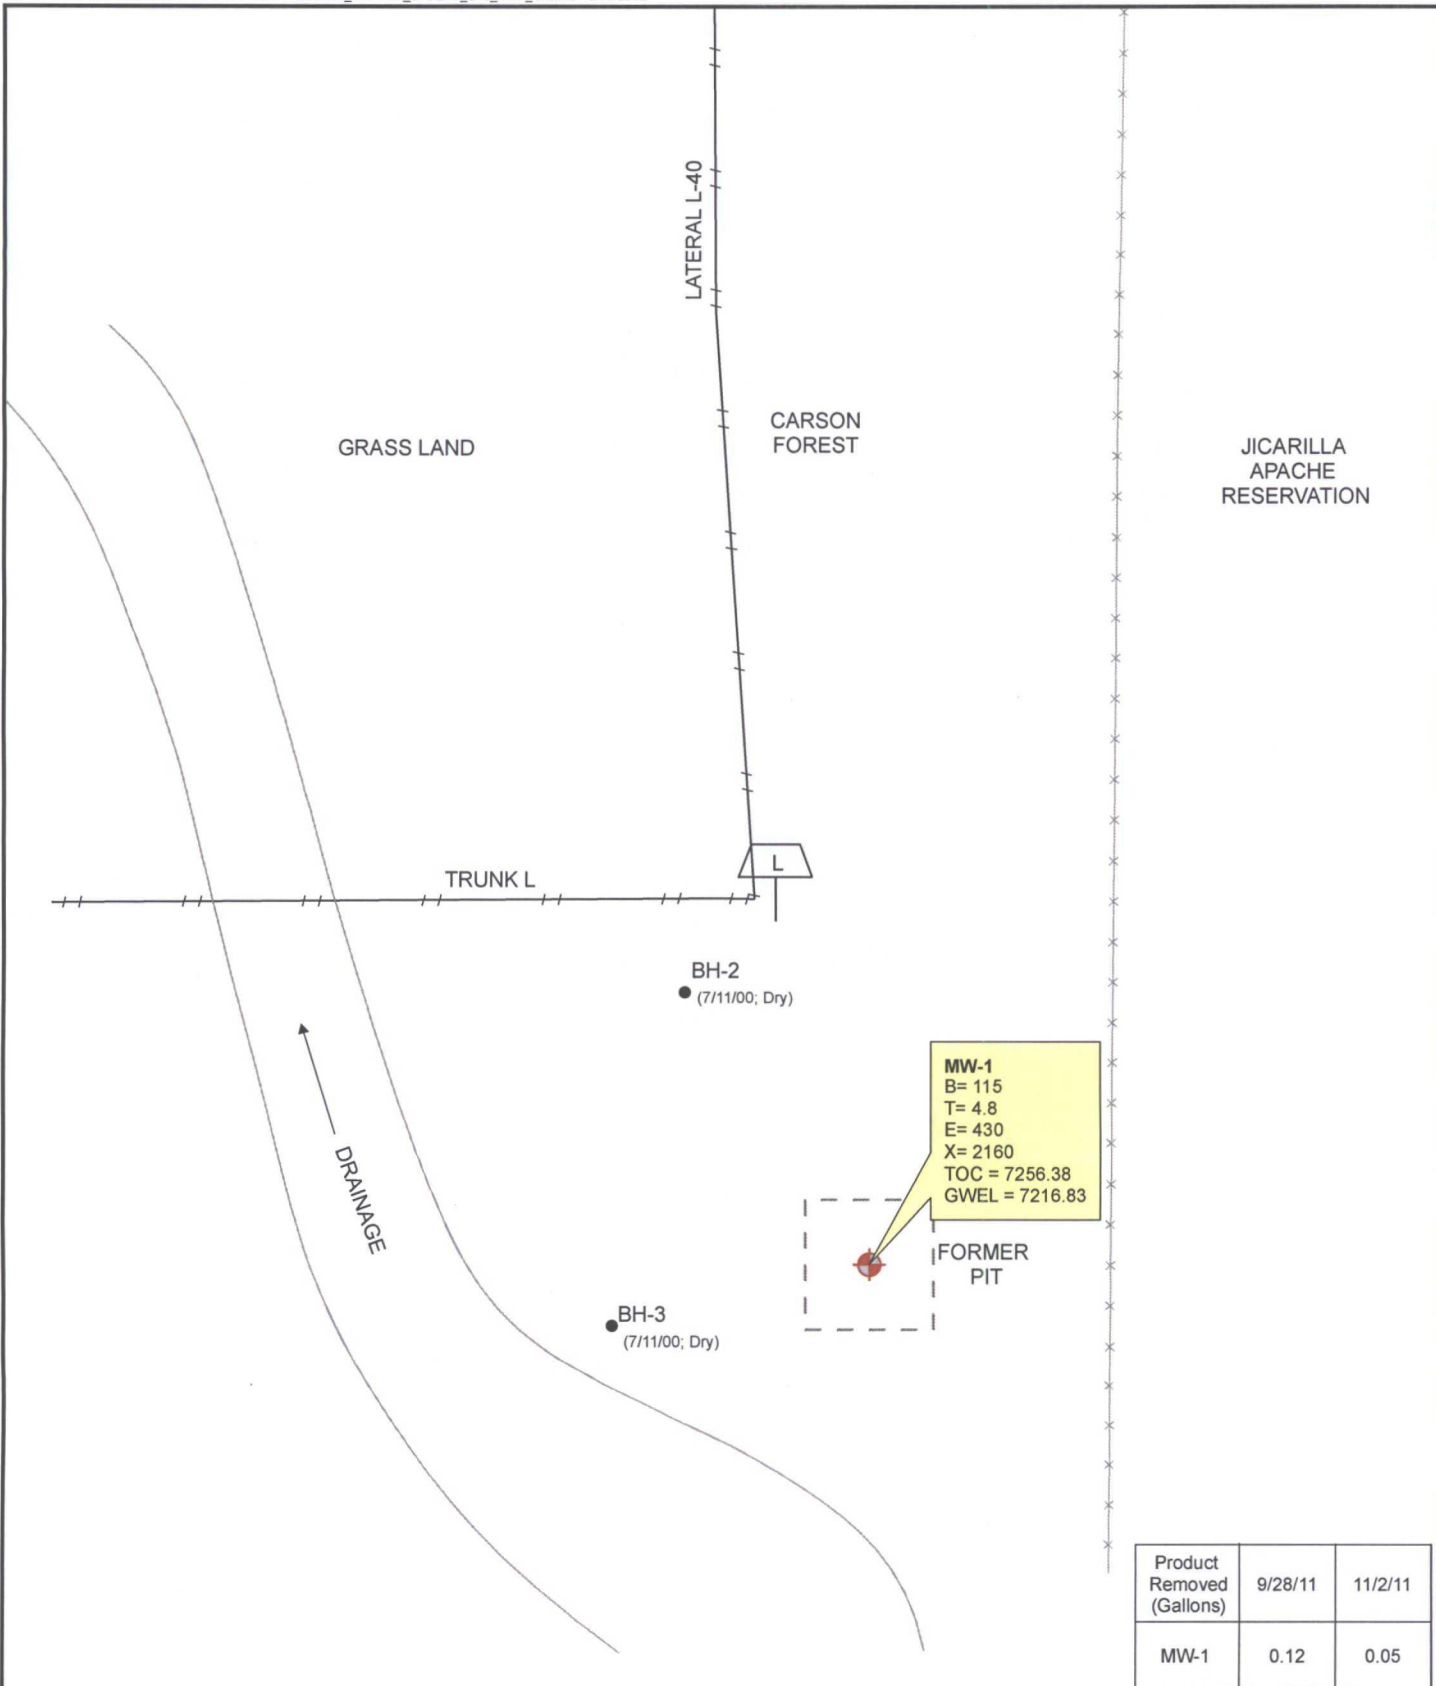 LATERAL L-40
GRASS LAND
CARSON
FOREST
JICARILLA
APACHE
RESERVATION
TRUNK L
L
BH-2
(7/11/00; Dry)
MW-1
B= 115
T= 4.8
E= 430
X= 2160
TOC = 7256.38
GWEL = 7216.83
DRAINAGE
FORMER
PIT
BH-3
(7/11/00; Dry)
Product
Removed
(Gallons)
9/28/11
11/2/11
MW-1
0.12
0.05